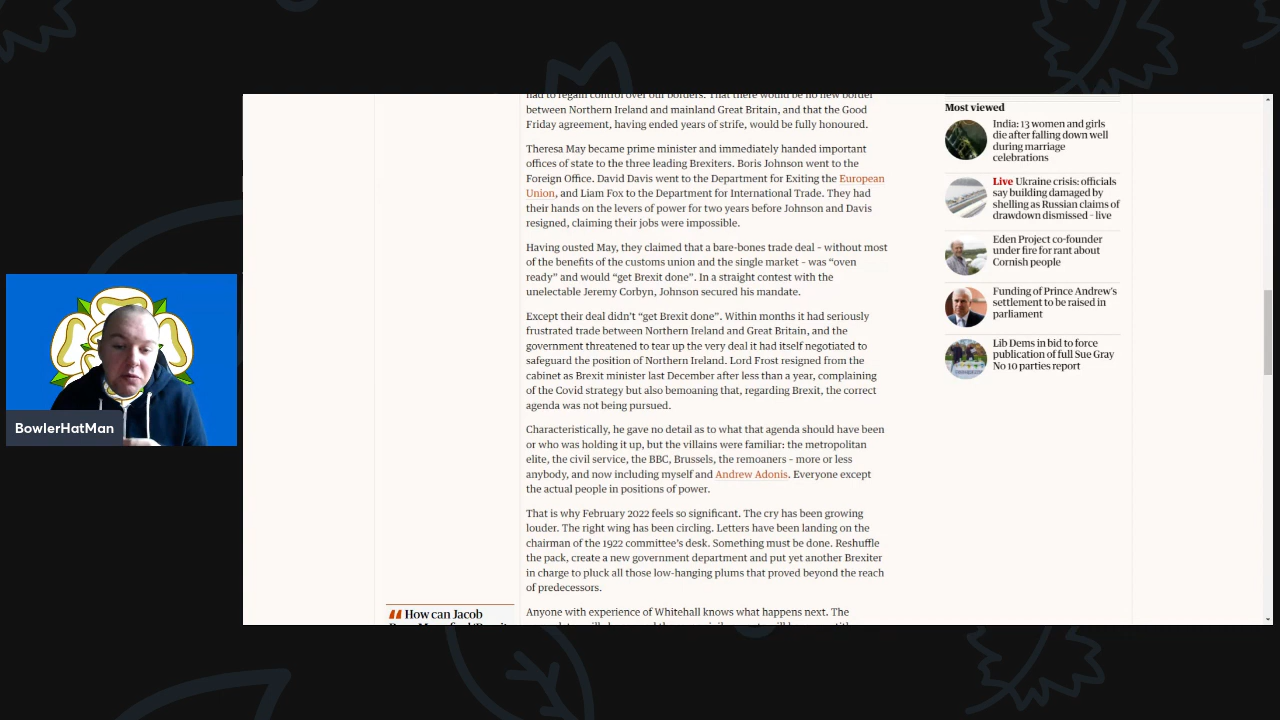 had to regain control over our borders. That there would be no new border
between Northern Ireland and mainland Great Britain, and that the Good
Friday agreement, having ended years of strife, would be fully honoured.
Theresa May became prime minister and immediately handed important
offices of state to the three leading Brexiters. Boris Johnson went to the
Foreign Office. David Davis went to the Department for Exiting the European
Union, and Liam Fox to the Department for International Trade. They had
their hands on the levers of power for two years before Johnson and Davis
resigned, claiming their jobs were impossible.
Having ousted May, they claimed that a bare-bones trade deal – without most
of the benefits of the customs union and the single market – was “oven
ready” and would “get Brexit done”. In a straight contest with the
unelectable Jeremy Corbyn, Johnson secured his mandate.
Except their deal didn’t “get Brexit done”. Within months it had seriously
frustrated trade between Northern Ireland and Great Britain, and the
government threatened to tear up the very deal it had itself negotiated to
safeguard the position of Northern Ireland. Lord Frost resigned from the
cabinet as Brexit minister last December after less than a year, complaining
of the Covid strategy but also bemoaning that, regarding Brexit, the correct
agenda was not being pursued.
Characteristically, he gave no detail as to what that agenda should have been
or who was holding it up, but the villains were familiar: the metropolitan
elite, the civil service, the BBC, Brussels, the remoaners – more or less
anybody, and now including myself and Andrew Adonis. Everyone except
the actual people in positions of power.
That is why February 2022 feels so significant. The cry has been growing
louder. The right wing has been circling. Letters have been landing on the
chairman of the 1922 committee’s desk. Something must be done. Reshuffle
the pack, create a new government department and put yet another Brexiter
in charge to pluck all those low-hanging plums that proved beyond the reach
of predecessors.
Anyone with experience of Whitehall knows what happens next. The
“ How can Jacob
Most viewed
India: 13 women and girls
die after falling down well
during marriage
celebrations
Live Ukraine crisis: officials
say building damaged by
shelling as Russian claims of
drawdown dismissed – live
Eden Project co-founder
under fire for rant about
Cornish people
Funding of Prince Andrew’s
settlement to be raised in
parliament
Lib Dems in bid to force
publication of full Sue Gray
No 10 parties report
BowlerHatMan